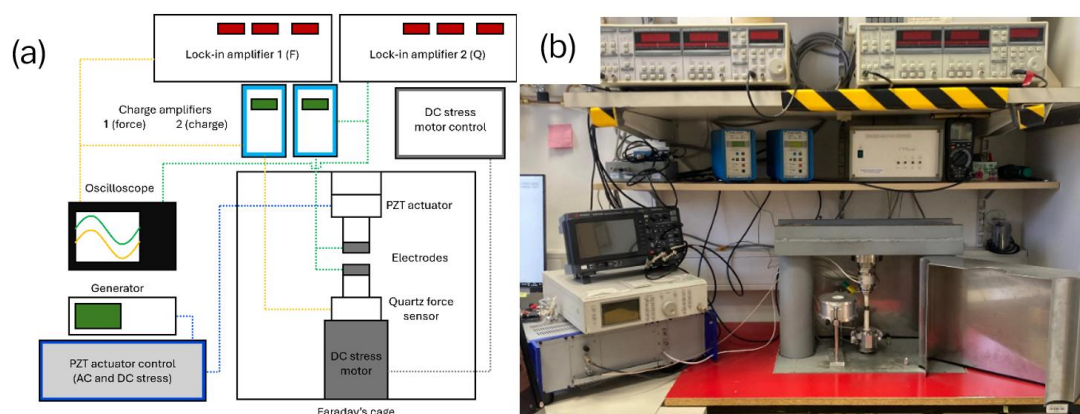 (a)
Lock-in amplifier 1 (F)
Lock-in amplifier 2 (Q)
Charge amplifiers
1 (force) 2 (charge)
DC stress
motor control
Oscilloscope
PZT actuator
Electrodes
Generator
Quartz force
sensor
PZT actuator control
(AC and DC stress)
DC stress
motor
Faraday's cage
(b)